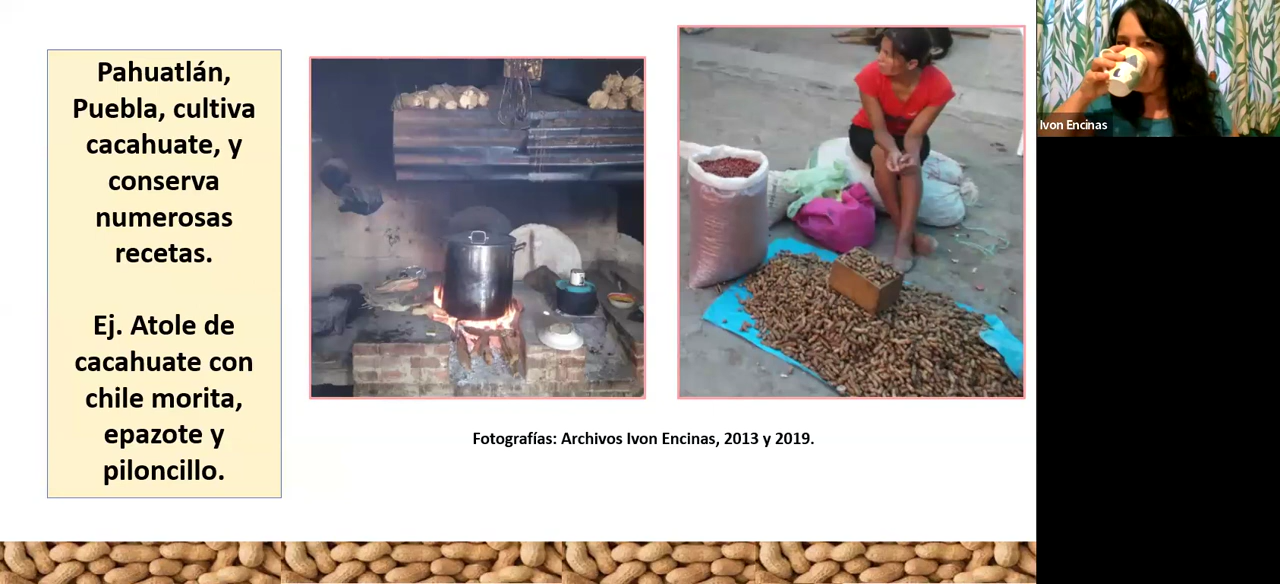 Pahuatlán,
Puebla, cultiva
cacahuate, y
conserva
numerosas
recetas.
Ej. Atole de
cacahuate con
chile morita,
epazote y
piloncillo.
Fotografías: Archivos Ivon Encinas, 2013 y 2019.
Ivon Encinas